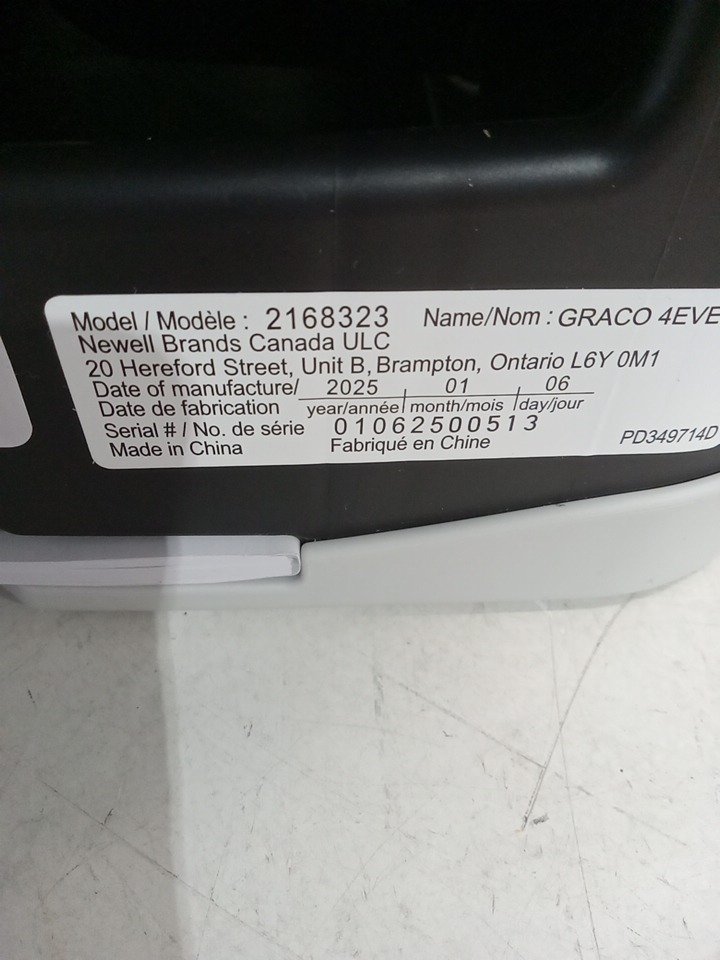 Model / Modèle : 2168323 Name/Nom : GRACO 4EVE
Newell Brands Canada ULC
20 Hereford Street, Unit B, Brampton, Ontario L6Y 0M1
Date of manufacture/ 2025 01 06
Date de fabrication year/année month/mois day/jour
Serial # / No. de série 01062500513
Made in China Fabriqué en Chine PD349714D